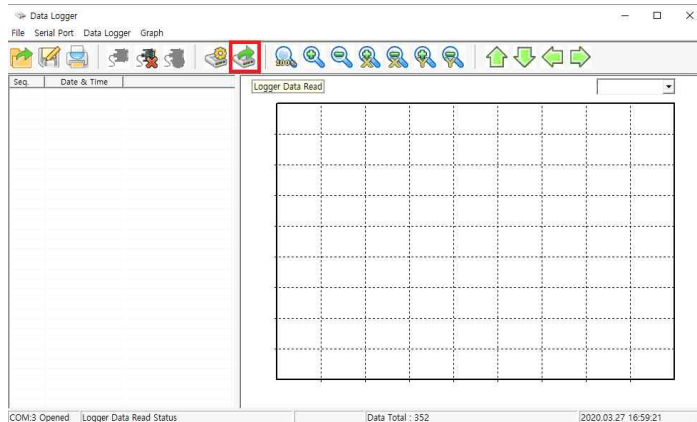 Data Logger
File Serial Port Data Logger Graph
100%
Seq. Date & Time
Logger Data Read
COM:3 Opened Logger Data Read Status Data Total : 352 2020.03.27 16:59:21